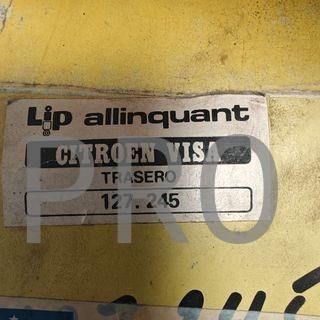 Lip allinquant
CITROEN VISA
TRASERO
127.245
PRO